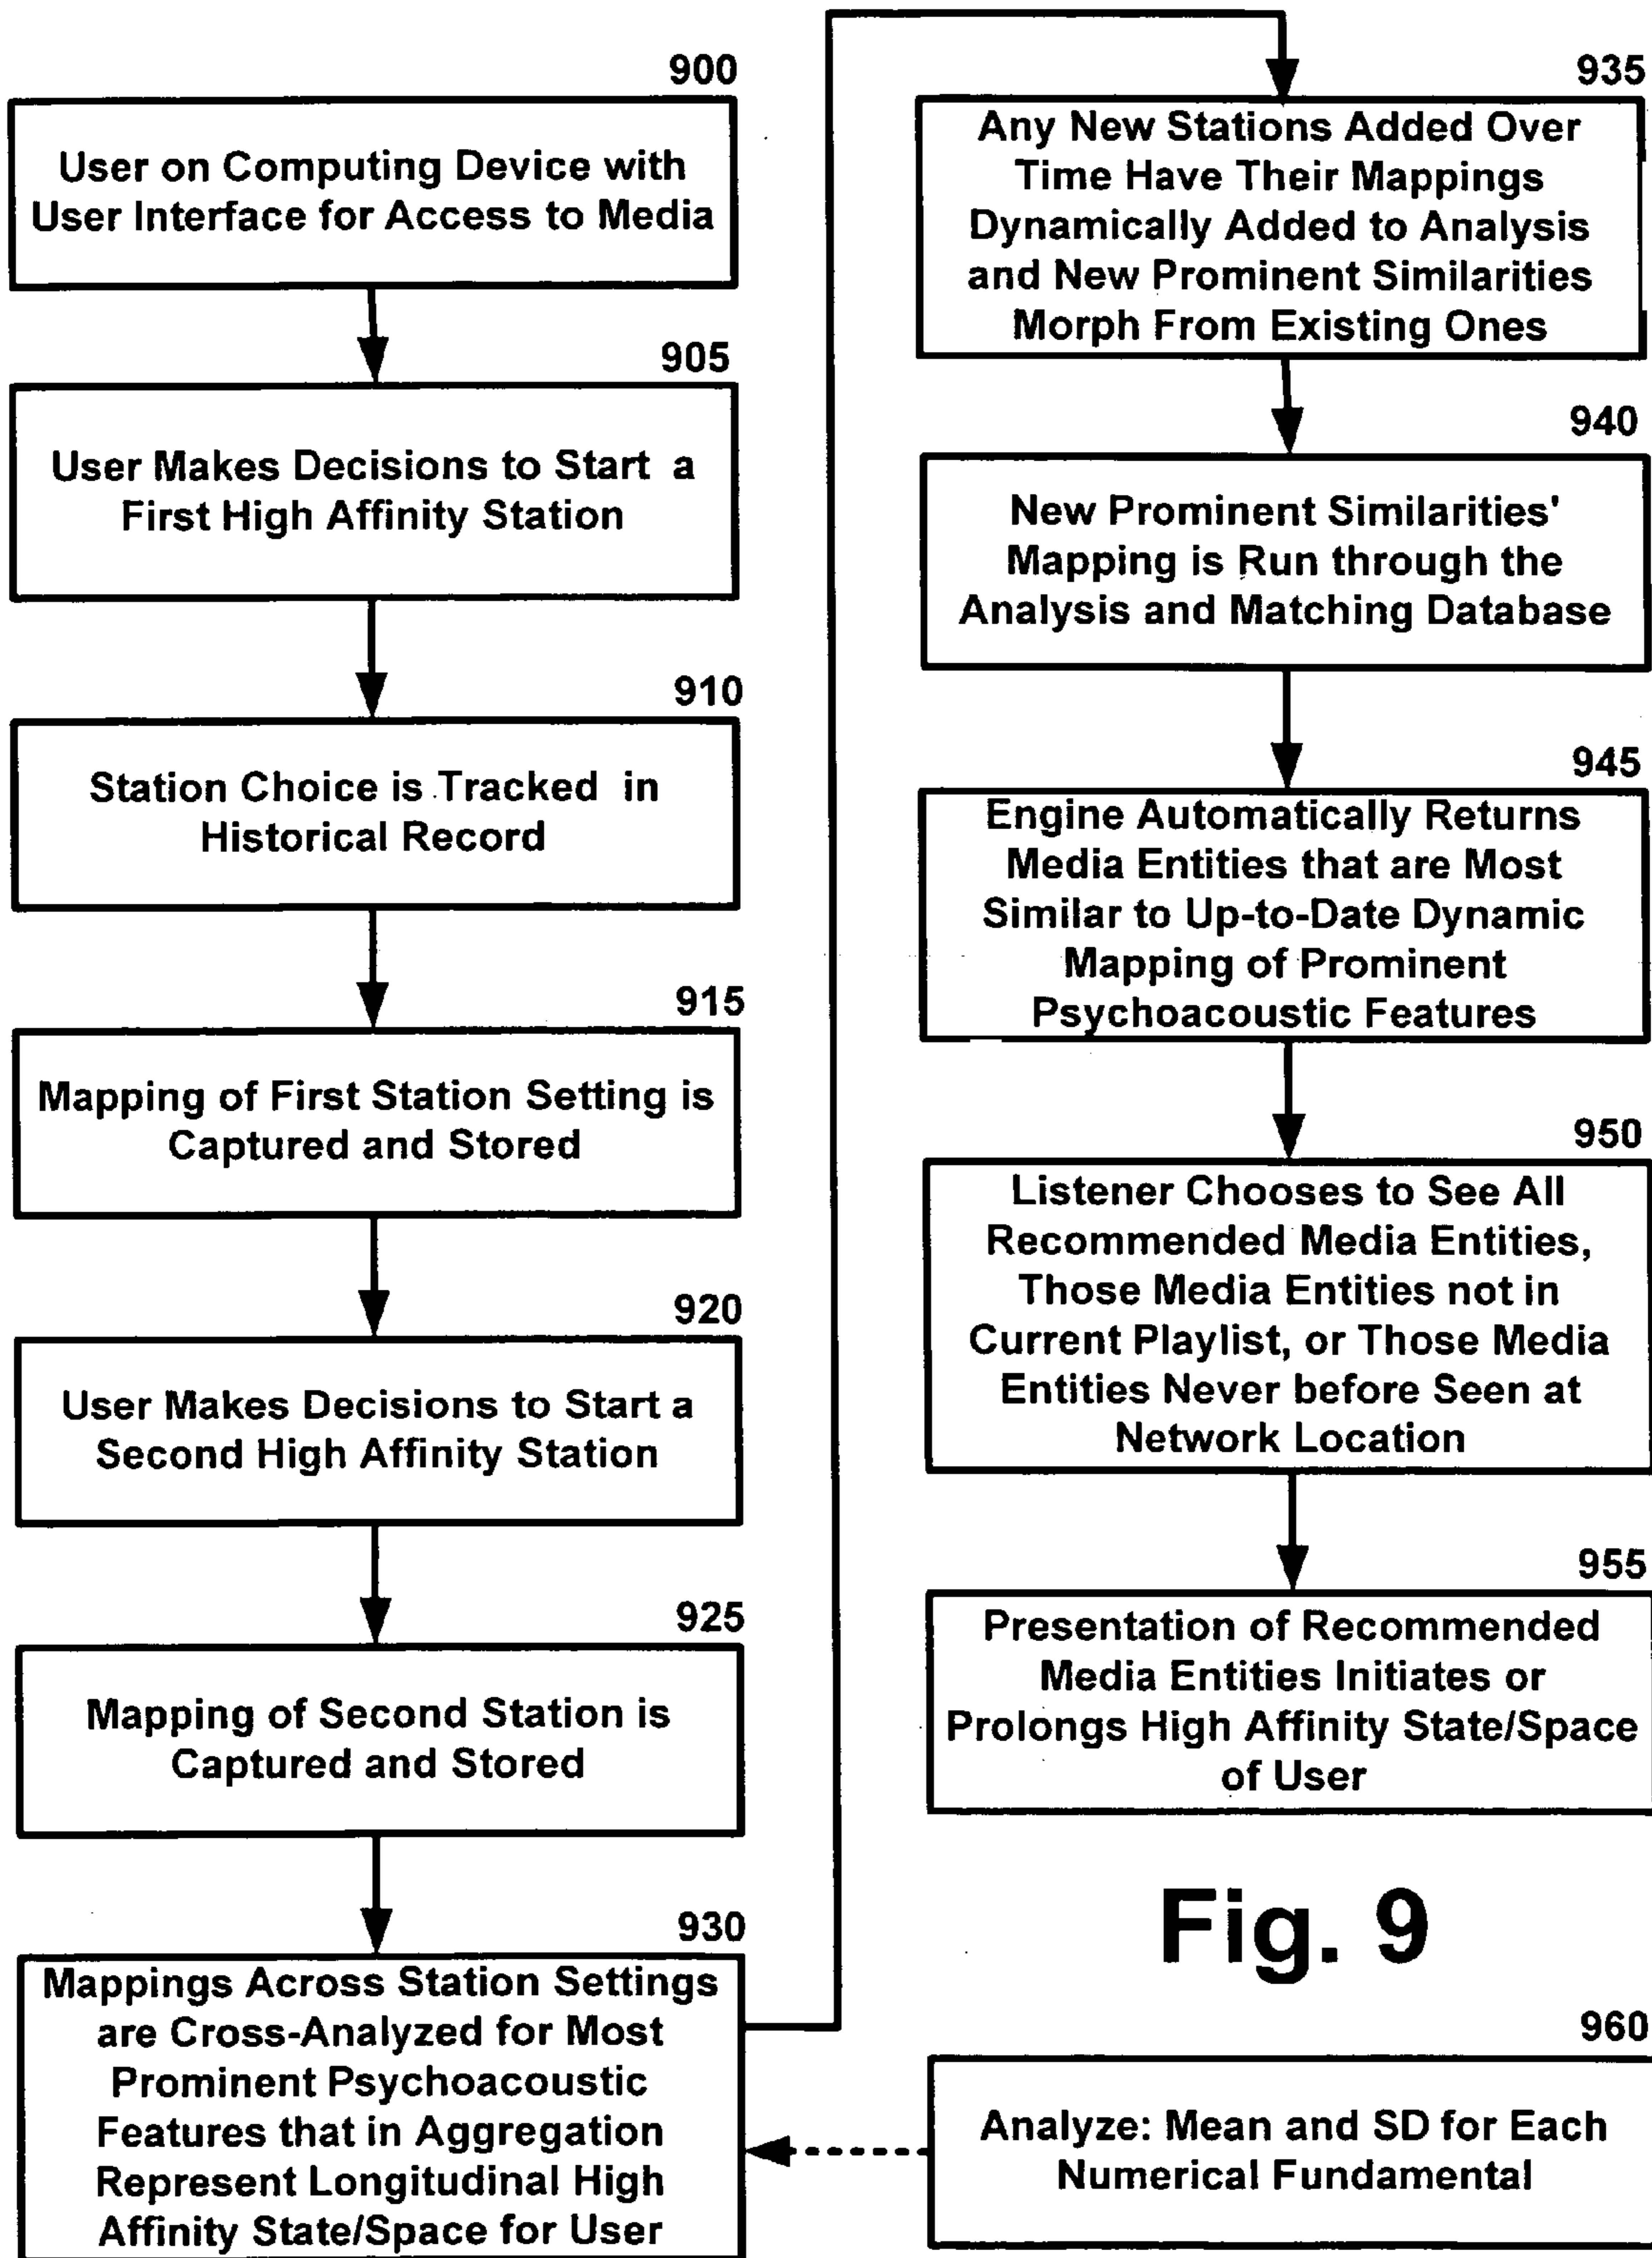 900
User on Computing Device with
User Interface for Access to Media
905
User Makes Decisions to Start a
First High Affinity Station
910
Station Choice is Tracked in
Historical Record
915
Mapping of First Station Setting is
Captured and Stored
920
User Makes Decisions to Start a
Second High Affinity Station
925
Mapping of Second Station is
Captured and Stored
930
Mappings Across Station Settings
are Cross-Analyzed for Most
Prominent Psychoacoustic
Features that in Aggregation
Represent Longitudinal High
Affinity State/Space for User
935
Any New Stations Added Over
Time Have Their Mappings
Dynamically Added to Analysis
and New Prominent Similarities
Morph From Existing Ones
940
New Prominent Similarities'
Mapping is Run through the
Analysis and Matching Database
945
Engine Automatically Returns
Media Entities that are Most
Similar to Up-to-Date Dynamic
Mapping of Prominent
Psychoacoustic Features
950
Listener Chooses to See All
Recommended Media Entities,
Those Media Entities not in
Current Playlist, or Those Media
Entities Never before Seen at
Network Location
955
Presentation of Recommended
Media Entities Initiates or
Prolongs High Affinity State/Space
of User
Fig. 9
960
Analyze: Mean and SD for Each
Numerical Fundamental